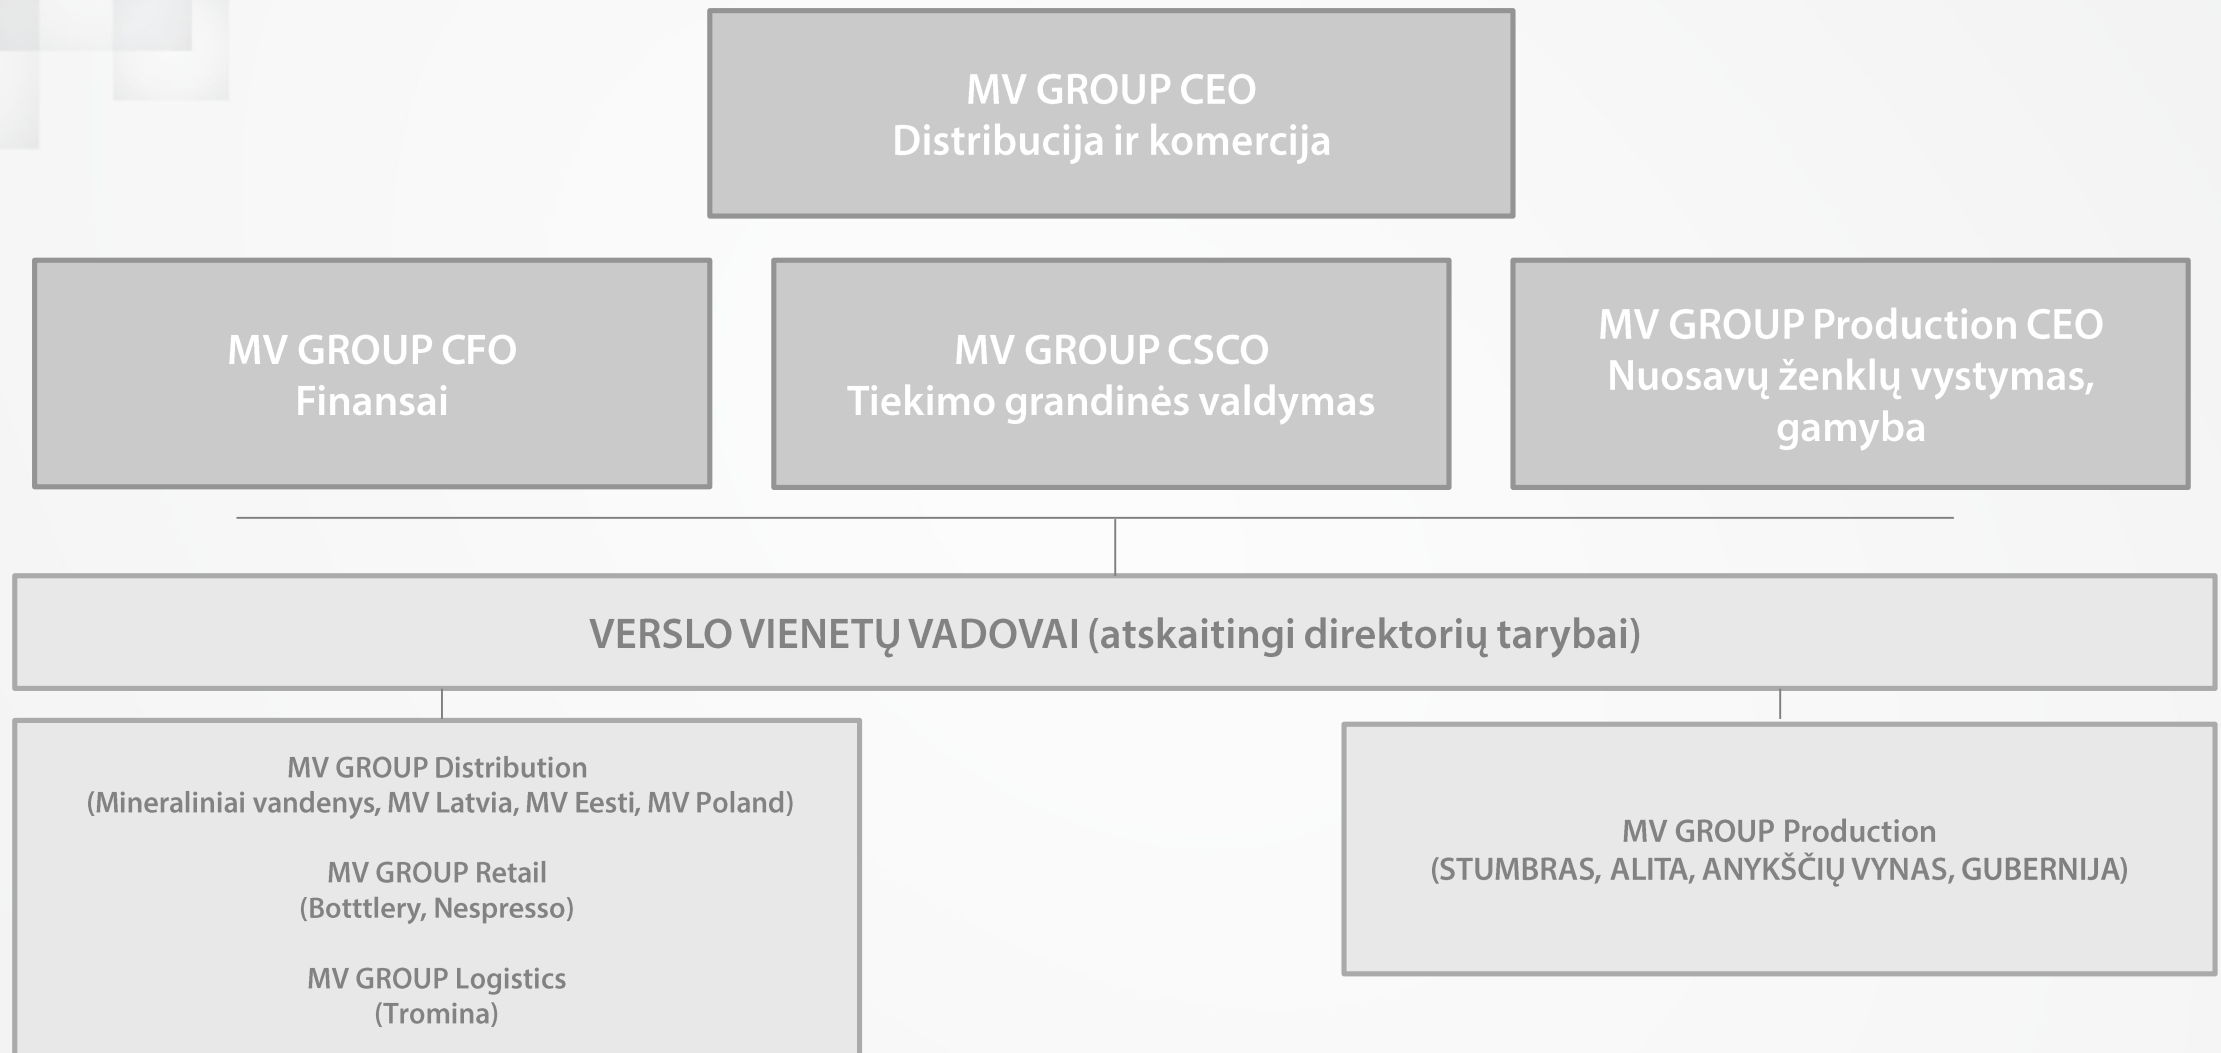 MV GROUP CEO
Distribucija ir komercija
MV GROUP CFO
Finansai
MV GROUP CSCO
Tiekimo grandinės valdymas
MV GROUP Production CEO
Nuosavų ženklų vystymas,
gamyba
VERSLO VIENETŲ VADOVAI (atskaitingi direktorių tarybai)
MV GROUP Distribution
(Mineraliniai vandenys, MV Latvia, MV Eesti, MV Poland)
MV GROUP Retail
(Botttlery, Nespresso)
MV GROUP Logistics
(Tromina)
MV GROUP Production
(STUMBRAS, ALITA, ANYKŠČIŲ VYNAS, GUBERNIJA)